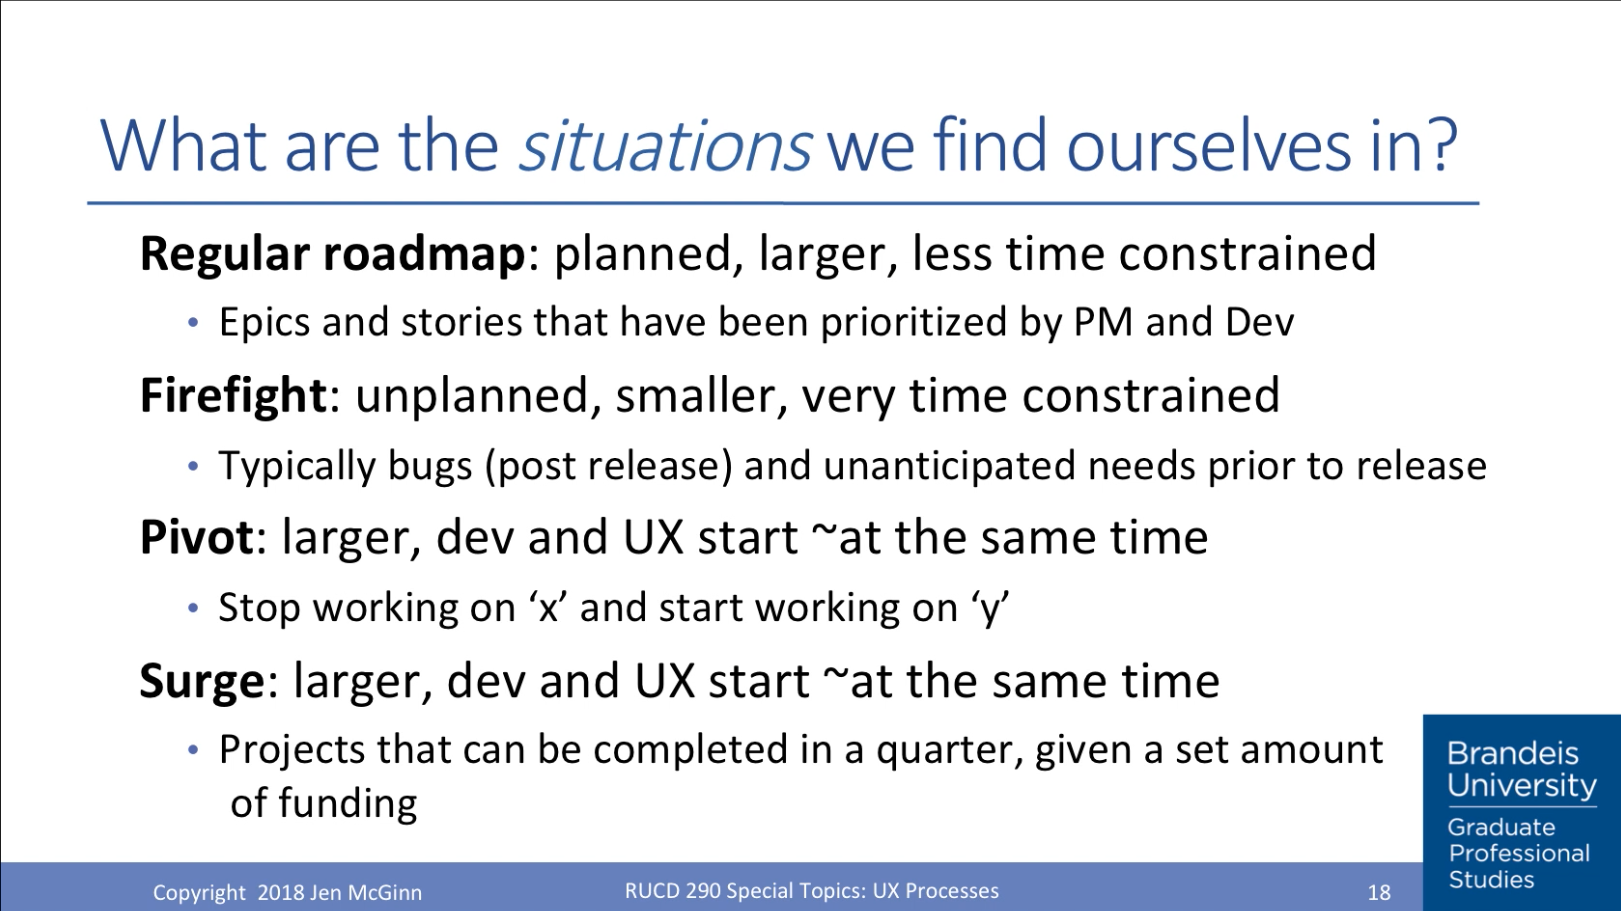 What are the situations we find ourselves in?
Regular roadmap: planned, larger, less time constrained
• Epics and stories that have been prioritized by PM and Dev
Firefight: unplanned, smaller, very time constrained
• Typically bugs (post release) and unanticipated needs prior to release
Pivot: larger, dev and UX start ~at the same time
• Stop working on ‘x’ and start working on ‘y’
Surge: larger, dev and UX start ~at the same time
• Projects that can be completed in a quarter, given a set amount
of funding
Brandeis
University
Graduate
Professional
Studies
Copyright 2018 Jen McGinn
RUCD 290 Special Topics: UX Processes
18